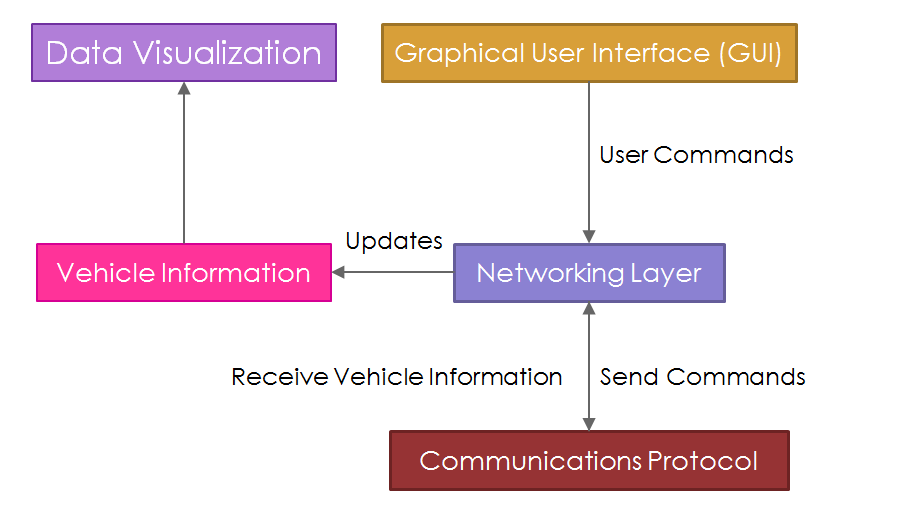 Data Visualization
Graphical User Interface (GUI)
User Commands
Updates
Vehicle Information
Networking Layer
Receive Vehicle Information
Send Commands
Communications Protocol